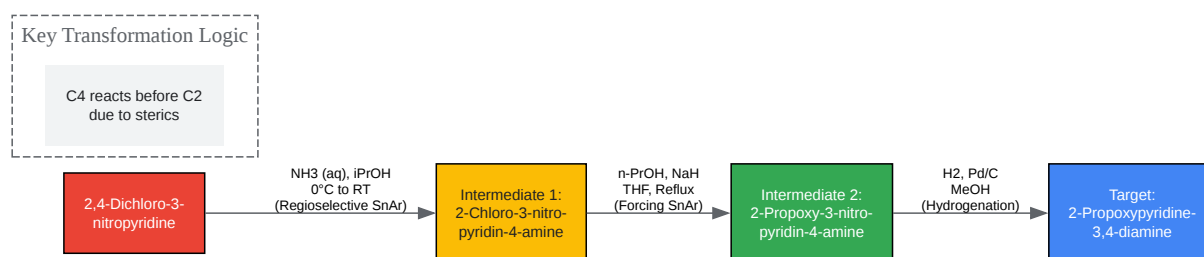 Key Transformation Logic
C4 reacts before C2
due to sterics
2,4-Dichloro-3-
nitropyridine
NH3 (aq), iPrOH
0°C to RT
(Regioselective SnAr)
Intermediate 1:
2-Chloro-3-nitro-
pyridin-4-amine
n-PrOH, NaH
THF, Reflux
(Forcing SnAr)
Intermediate 2:
2-Propoxy-3-nitro-
pyridin-4-amine
H2, Pd/C
MeOH
(Hydrogenation)
Target:
2-Propoxypyridine-
3,4-diamine